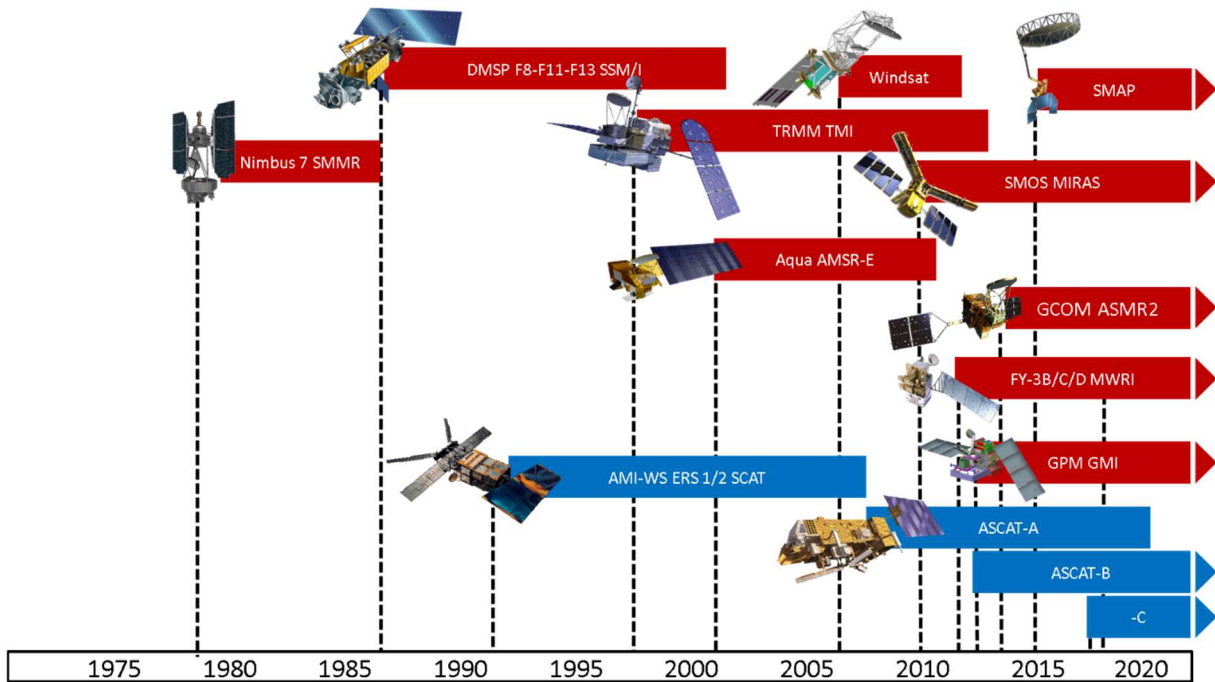 DMSP F8-F11-F13 SSM/I
Windsat
SMAP
TRMM TMI
Nimbus 7 SMMR
SMOS MIRAS
Aqua AMSR-E
GCOM ASMR2
FY-3B/C/D MWRI
GPM GMI
AMI-WS ERS 1/2 SCAT
ASCAT-A
ASCAT-B
-C
1975 1980 1985 1990 1995 2000 2005 2010 2015 2020